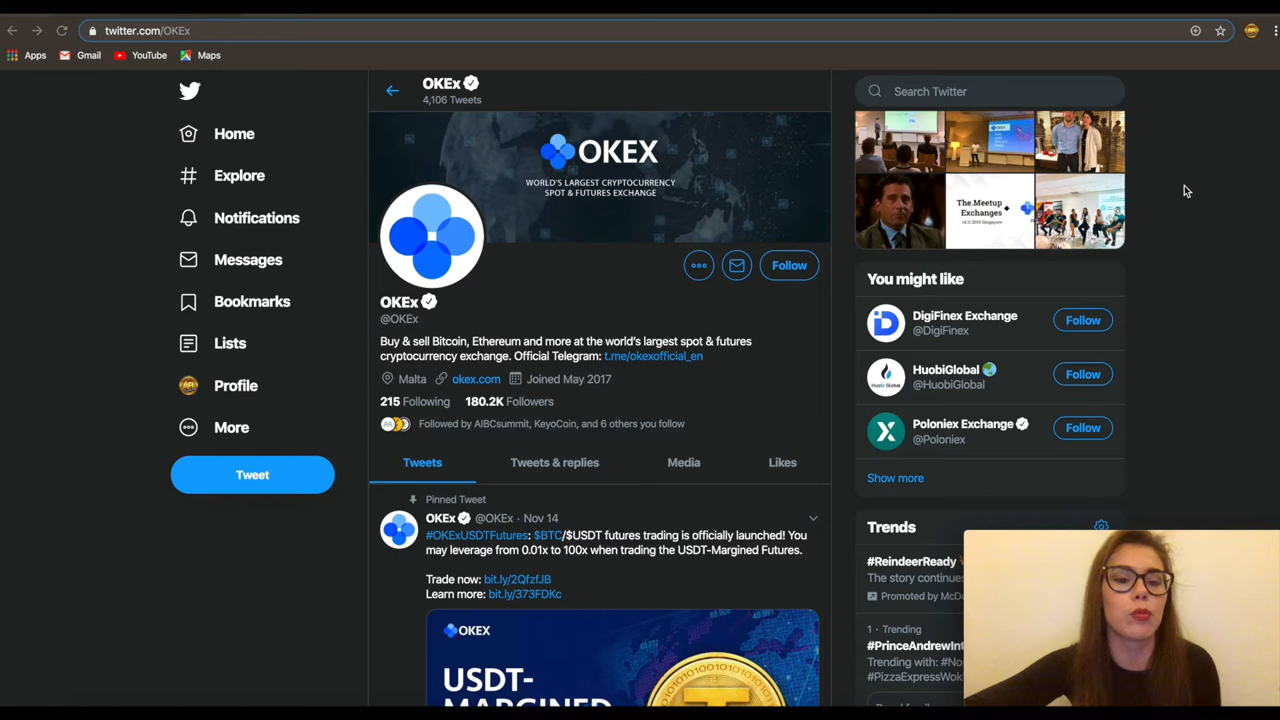 twitter.com/OKEx
Apps
Gmail
YouTube
Maps
Home
Explore
Notifications
Messages
Bookmarks
Lists
Profile
More
Tweet
OKEx
4,106 Tweets
OKEX
WORLD'S LARGEST CRYPTOCURRENCY
SPOT & FUTURES EXCHANGE
Follow
OKEx
@OKEx
Buy & sell Bitcoin, Ethereum and more at the world's largest spot & futures
cryptocurrency exchange. Official Telegram: t.me/okexofficial_en
Malta okex.com Joined May 2017
215 Following 180.2K Followers
Followed by AIBCsummit, KeyoCoin, and 6 others you follow
Tweets Tweets & replies Media Likes
Pinned Tweet
OKEx @OKEx · Nov 14
#OKExUSDTFutures: $BTC/$USDT futures trading is officially launched! You
may leverage from 0.01x to 100x when trading the USDT-Margined Futures.
Trade now: bit.ly/2QfzfJB
Learn more: bit.ly/373FDKc
OKEX
USDT-
MARGINED
Search Twitter
The.Meetup
Exchanges
You might like
DigiFinex Exchange
@DigiFinex
Follow
HuobiGlobal
@HuobiGlobal
Follow
Poloniex Exchange
@Poloniex
Follow
Show more
Trends
#ReindeerReady
The story continues
Promoted by McD
1 · Trending
#PrinceAndrewInt
Trending with: #No
#PizzaExpressWok